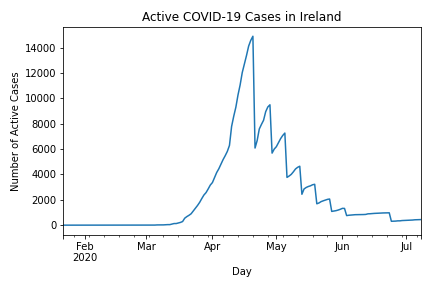 Active COVID-19 Cases in Ireland
14000
12000
10000
8000
6000
4000
2000
0
Number of Active Cases
Feb Mar Apr May Jun Jul
2020
Day